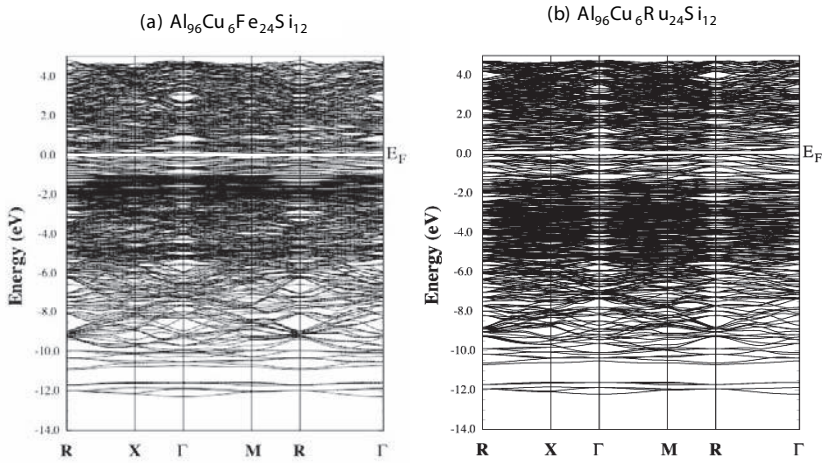 (a) Al96Cu6Fe24Si12
(b) Al96Cu6Ru24Si12
Energy (eV)
4.0
2.0
0.0
-2.0
-4.0
-6.0
-8.0
-10.0
-12.0
-14.0
EF
R X Γ M R Γ
Energy (eV)
4.0
2.0
0.0
-2.0
-4.0
-6.0
-8.0
-10.0
-12.0
-14.0
EF
R X Γ M R Γ